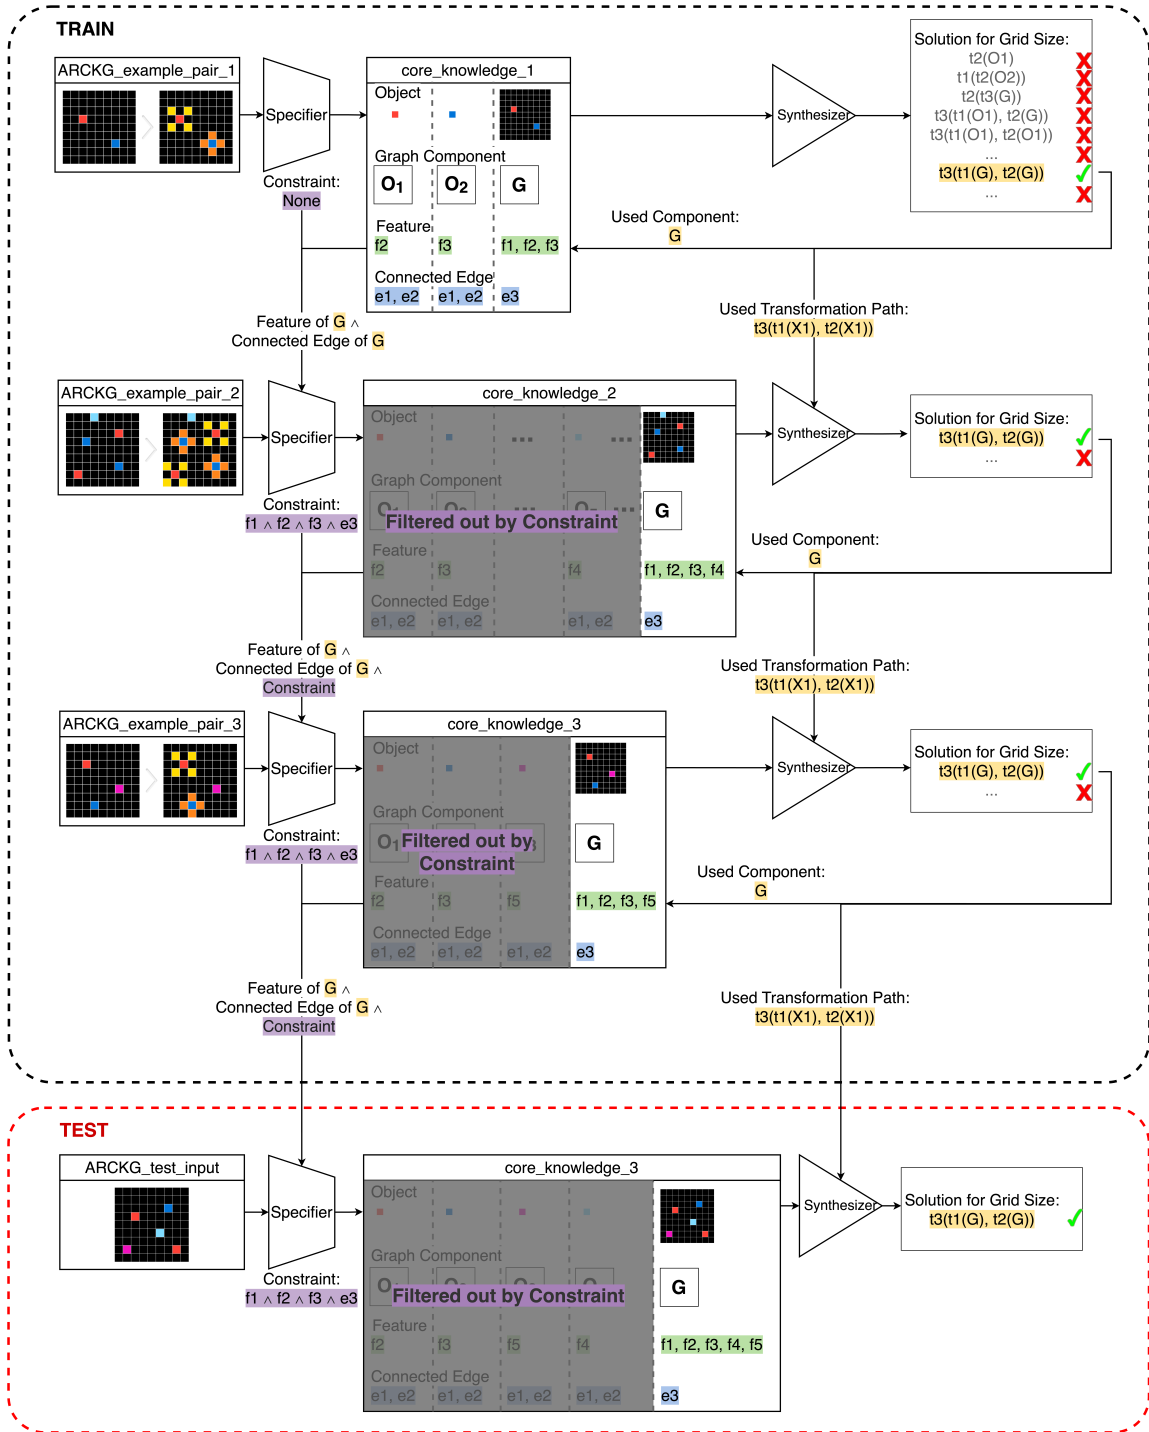 TRAIN
ARCKG_example_pair_1
Specifier
Constraint:
None
core_knowledge_1
Object
Graph Component
O1 O2 G
Feature
f2 f3 f1, f2, f3
Connected Edge
e1, e2 e1, e2 e3
Synthesizer
Solution for Grid Size:
t2(O1)
t1(t2(O2))
t2(t3(G))
t3(t1(O1), t2(G))
t3(t1(O1), t2(O1))
...
t3(t1(G), t2(G))
...
Used Component:
G
Feature of G ∧
Connected Edge of G
Used Transformation Path:
t3(t1(X1), t2(X1))
ARCKG_example_pair_2
Specifier
Constraint:
f1 ∧ f2 ∧ f3 ∧ e3
core_knowledge_2
Object
... ...
Graph Component
G
Filtered out by Constraint
Feature
f2 f3 f4 f1, f2, f3, f4
Connected Edge
e1, e2 e1, e2 e1, e2 e3
Synthesizer
Solution for Grid Size:
t3(t1(G), t2(G))
...
Used Component:
G
Feature of G ∧
Connected Edge of G ∧
Constraint
Used Transformation Path:
t3(t1(X1), t2(X1))
ARCKG_example_pair_3
Specifier
Constraint:
f1 ∧ f2 ∧ f3 ∧ e3
core_knowledge_3
Object
Graph Component
O1 G
Filtered out by
Constraint
Feature
f2 f3 f5 f1, f2, f3, f5
Connected Edge
e1, e2 e1, e2 e1, e2 e3
Synthesizer
Solution for Grid Size:
t3(t1(G), t2(G))
...
Used Component:
G
Feature of G ∧
Connected Edge of G ∧
Constraint
Used Transformation Path:
t3(t1(X1), t2(X1))
TEST
ARCKG_test_input
Specifier
Constraint:
f1 ∧ f2 ∧ f3 ∧ e3
core_knowledge_3
Object
Graph Component
G
Filtered out by Constraint
Feature
f2 f3 f5 f4 f1, f2, f3, f4, f5
Connected Edge
e1, e2 e1, e2 e1, e2 e1, e2 e3
Synthesizer
Solution for Grid Size:
t3(t1(G), t2(G))